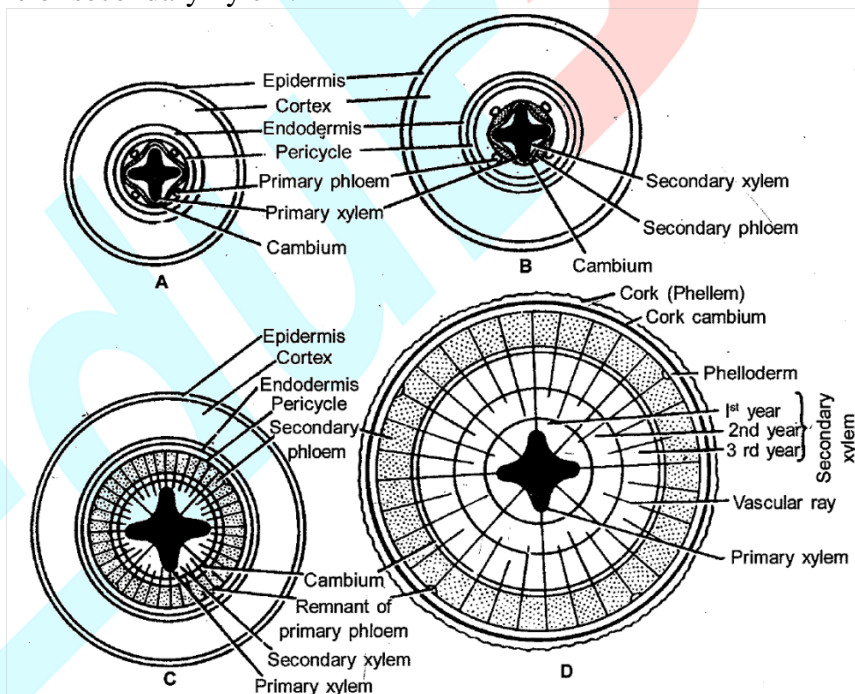 Epidermis
Cortex
Endodermis
Pericycle
Primary phloem
Primary xylem
Cambium
A
Secondary xylem
Secondary phloem
Cambium
B
Epidermis
Cortex
Endodermis
Pericycle
Secondary
phloem
Cambium
Remnant of
primary phloem
Secondary xylem
Primary xylem
C
Cork (Phellem)
Cork cambium
Phelloderm
1st year
2nd year
3 rd year
Secondary
xylem
Vascular ray
Primary xylem
D